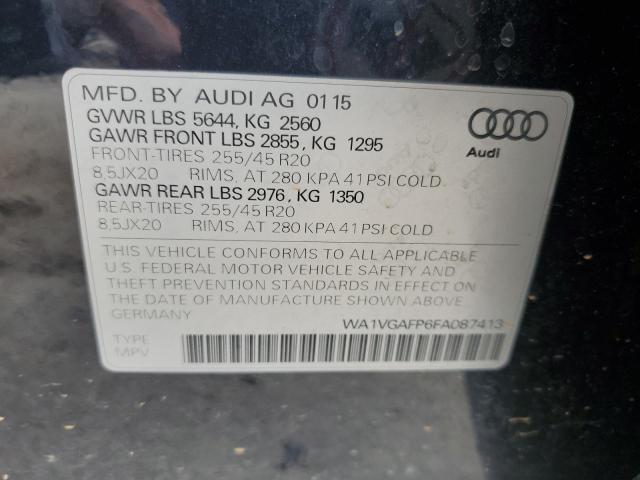 MFD. BY AUDI AG 01 15
GVWR LBS 5644, KG 2560
GAWR FRONT LBS 2855, KG 1295
FRONT-TIRES 255/45 R20
8,5JX20 RIMS, AT 280 KPA 41 PSI COLD
GAWR REAR LBS 2976, KG 1350
REAR-TIRES 255/45 R20
8,5JX20 RIMS, AT 280 KPA 41 PSI COLD
Audi
THIS VEHICLE CONFORMS TO ALL APPLICABLE
U.S. FEDERAL MOTOR VEHICLE SAFETY AND
THEFT PREVENTION STANDARDS IN EFFECT ON
THE DATE OF MANUFACTURE SHOWN ABOVE
GERMANY
WA1VGAFP6FA087413
TYPE
MPV